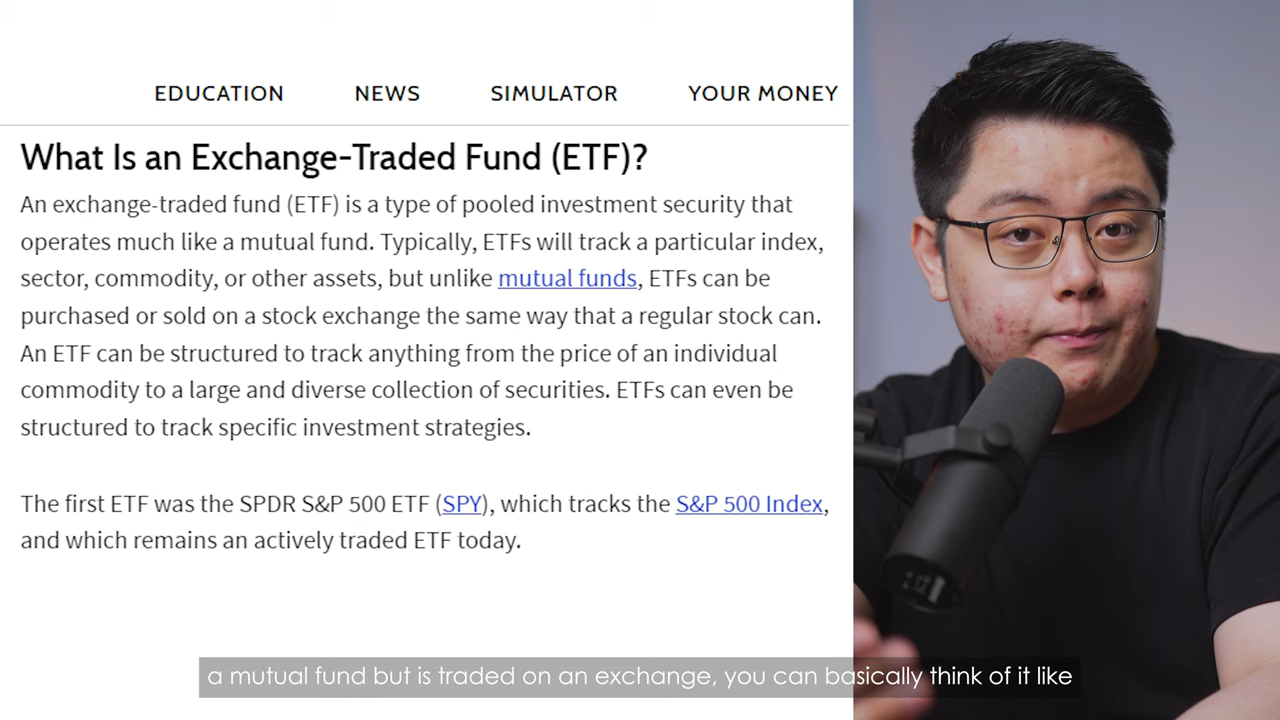 EDUCATION NEWS SIMULATOR YOUR MONEY
What Is an Exchange-Traded Fund (ETF)?
An exchange-traded fund (ETF) is a type of pooled investment security that
operates much like a mutual fund. Typically, ETFs will track a particular index,
sector, commodity, or other assets, but unlike mutual funds, ETFs can be
purchased or sold on a stock exchange the same way that a regular stock can.
An ETF can be structured to track anything from the price of an individual
commodity to a large and diverse collection of securities. ETFs can even be
structured to track specific investment strategies.
The first ETF was the SPDR S&P 500 ETF (SPY), which tracks the S&P 500 Index,
and which remains an actively traded ETF today.
a mutual fund but is traded on an exchange, you can basically think of it like